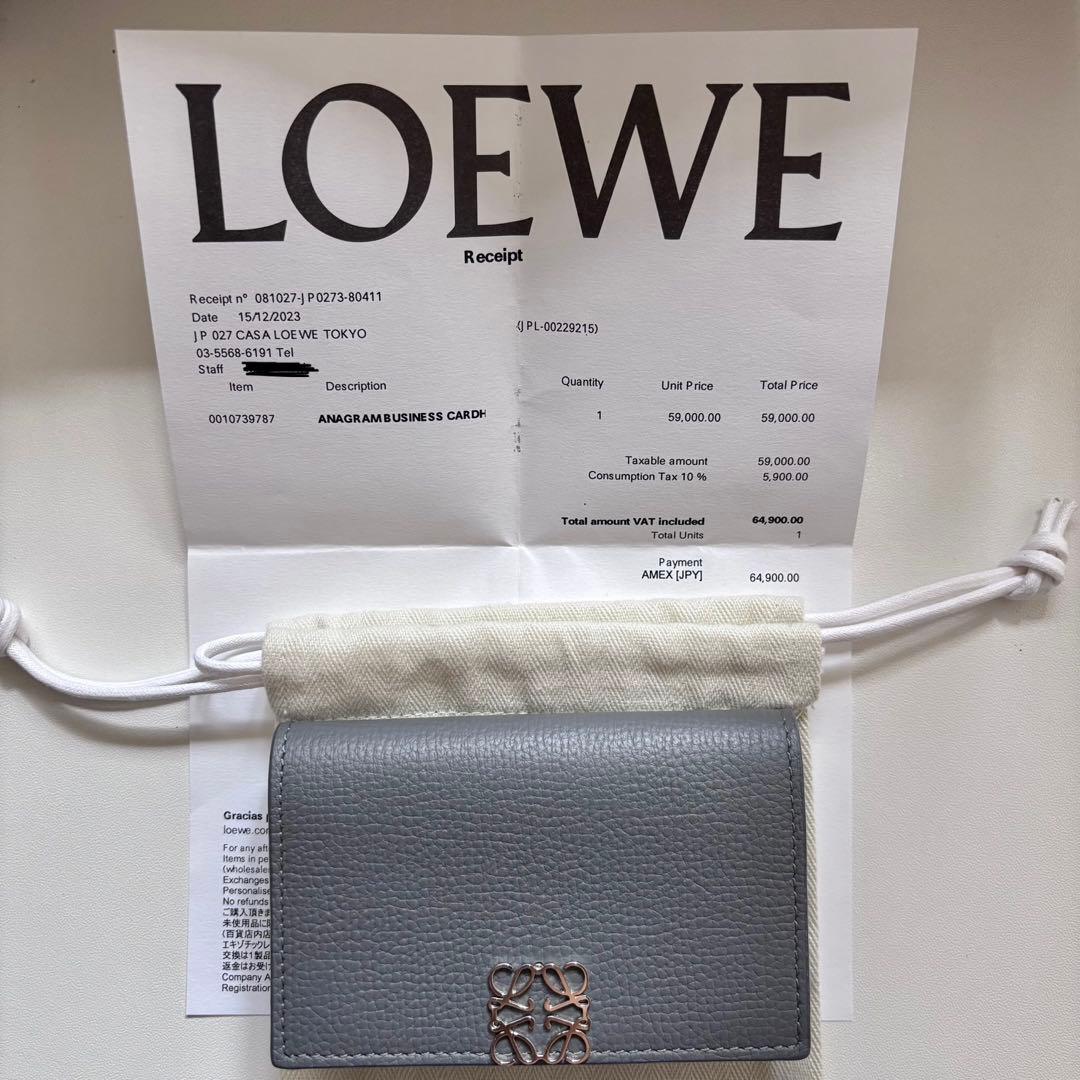 LOEWE
Receipt
Receipt n° 081027-JP0273-80411
Date 15/12/2023
JP 027 CASA LOEWE TOKYO (JPL-00229215)
03-5568-6191 Tel
Staff
Item Description Quantity Unit Price Total Price
0010739787 ANAGRAM BUSINESS CARDH 1 59,000.00 59,000.00
Taxable amount 59,000.00
Consumption Tax 10 % 5,900.00
Total amount VAT included 64,900.00
Total Units 1
Payment
AMEX [JPY] 64,900.00
Gracias
loewe.co
For any aft
Items in pe
(wholesale
Exchanges
Personalise
No refunds
ご購入頂きま
未使用品に
(百貨店内店
エキゾチックレ
交換は1製品
返金はお受け
Company A
Registration